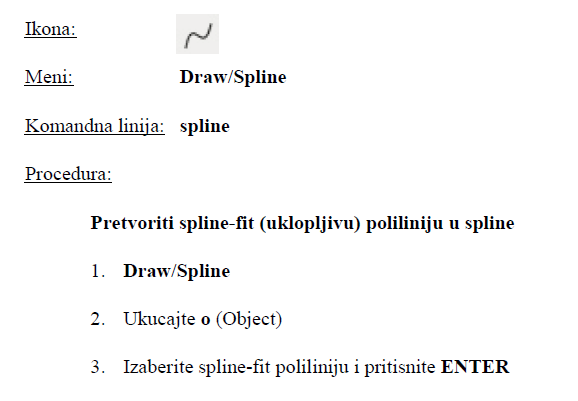 Ikona:
Meni: Draw/Spline
Komandna linija: spline
Procedura:
Pretvoriti spline-fit (uklopljivu) poliliniju u spline
1. Draw/Spline
2. Ukucajte o (Object)
3. Izaberite spline-fit poliliniju i pritisnite ENTER